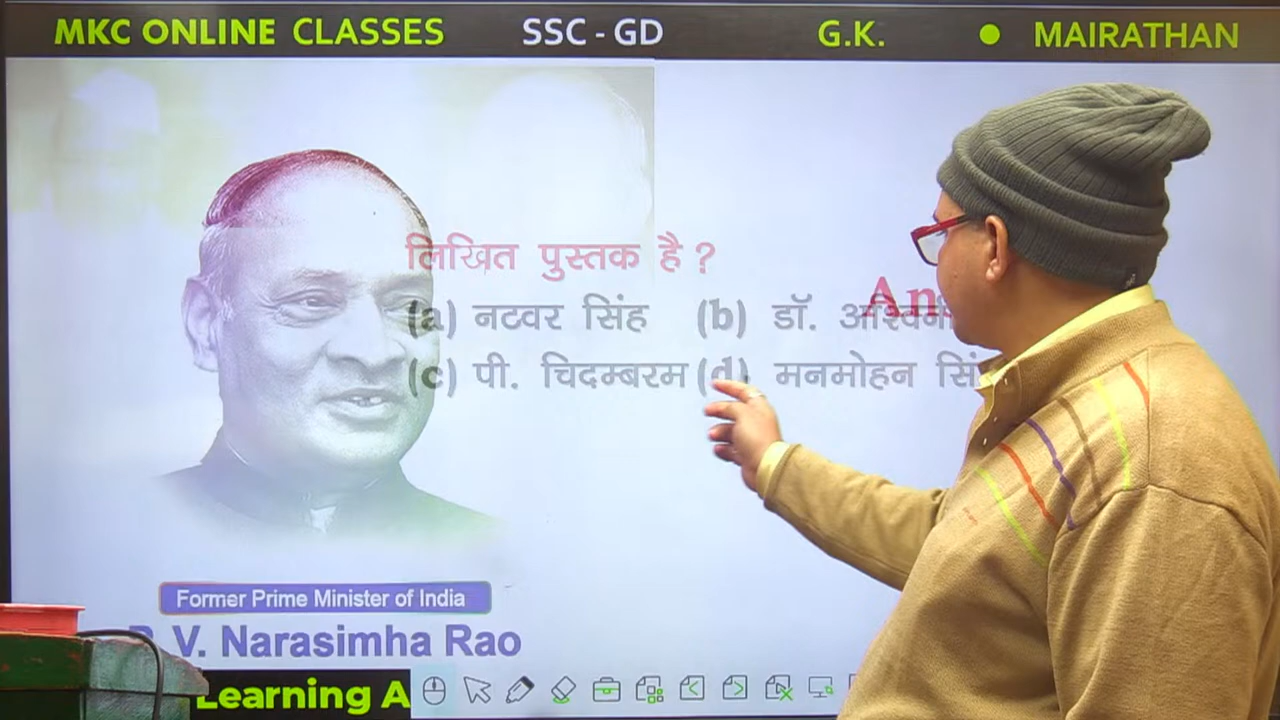 MKC ONLINE CLASSES SSC - GD G.K. MAIRATHAN
लिखित पुस्तक है ?
(a) नटवर सिंह (b) डॉ.
(c) पी. चिदम्बरम (d) मनमोहन
Former Prime Minister of India
V. Narasimha Rao
Learning